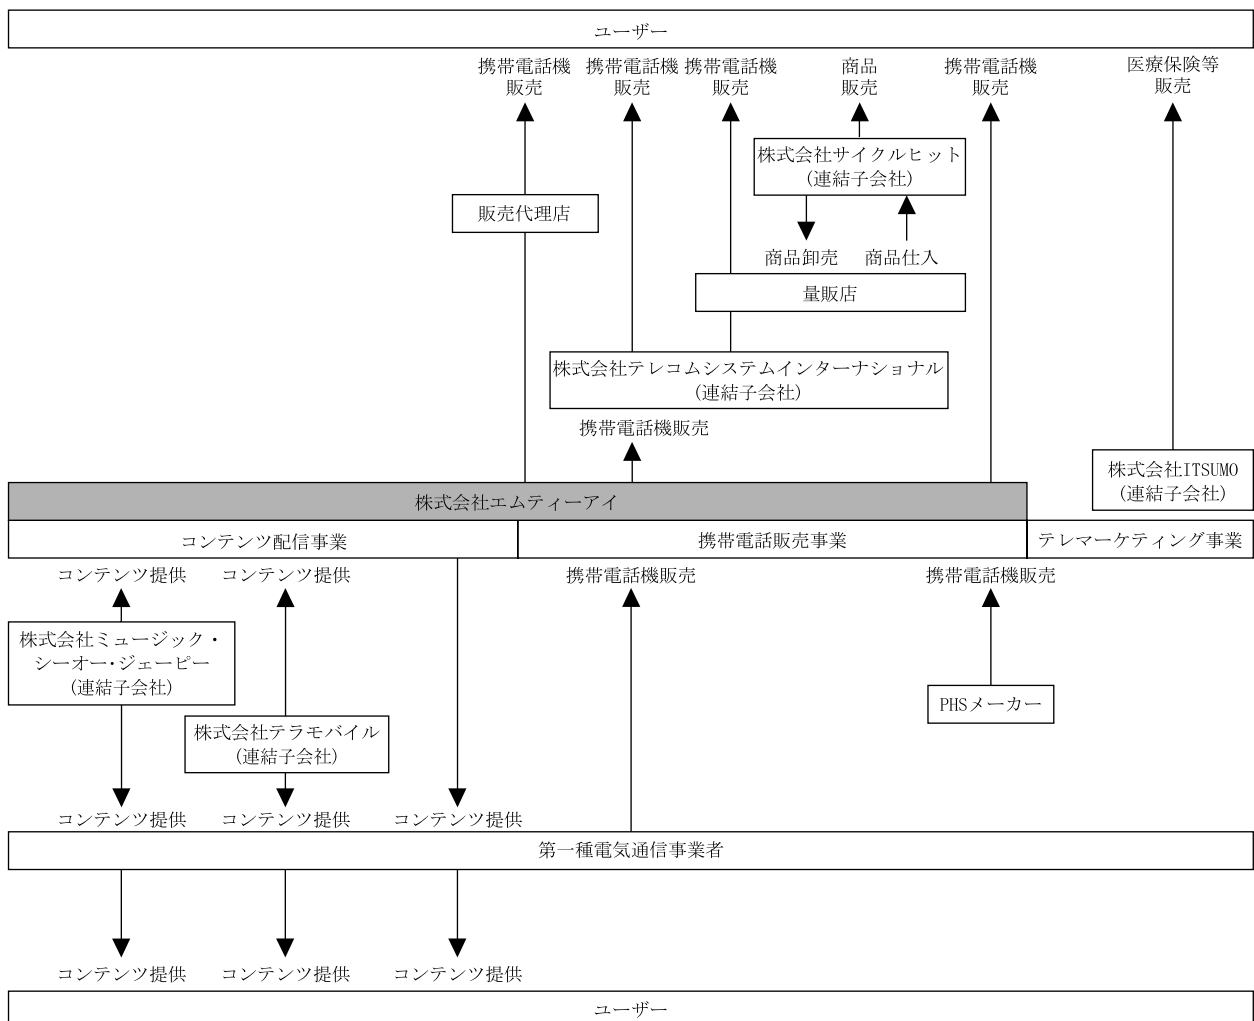 ユーザー
携帯電話機
販売
携帯電話機
販売
携帯電話機
販売
商品
販売
携帯電話機
販売
医療保険等
販売
株式会社サイクルヒット
(連結子会社)
販売代理店
商品卸売
商品仕入
量販店
株式会社テレコムシステムインターナショナル
(連結子会社)
携帯電話機販売
株式会社ITSUMO
(連結子会社)
株式会社エムティーアイ
コンテンツ配信事業
携帯電話販売事業
テレマーケティング事業
コンテンツ提供
コンテンツ提供
携帯電話機販売
携帯電話機販売
株式会社ミュージック・
シーオー・ジェーピー
(連結子会社)
PHSメーカー
株式会社テラモバイル
(連結子会社)
コンテンツ提供
コンテンツ提供
コンテンツ提供
第一種電気通信事業者
コンテンツ提供
コンテンツ提供
コンテンツ提供
ユーザー